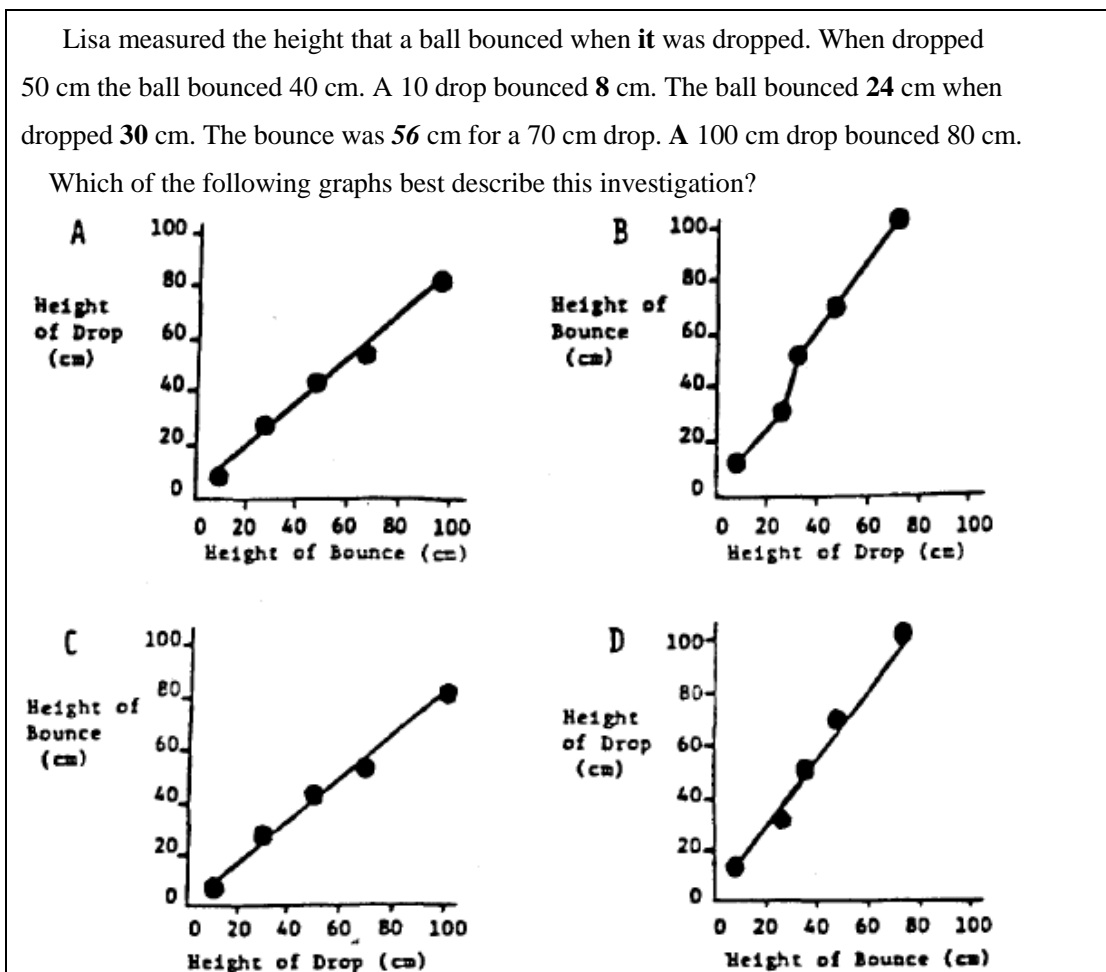 Lisa measured the height that a ball bounced when it was dropped. When dropped
50 cm the ball bounced 40 cm. A 10 drop bounced 8 cm. The ball bounced 24 cm when
dropped 30 cm. The bounce was 56 cm for a 70 cm drop. A 100 cm drop bounced 80 cm.
Which of the following graphs best describe this investigation?
A
Height
of Drop
(cm)
100
80
60
40
20
0
0 20 40 60 80 100
Height of Bounce (cm)
B
Height of
Bounce
(cm)
100
80
60
40
20
0
0 20 40 60 80 100
Height of Drop (cm)
C
Height of
Bounce
(cm)
100
80
60
40
20
0
0 20 40 60 80 100
Height of Drop (cm)
D
Height
of Drop
(cm)
100
80
60
40
20
0
0 20 40 60 80 100
Height of Bounce (cm)